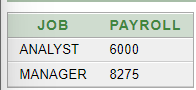 JOB PAYROLL
ANALYST 6000
MANAGER 8275